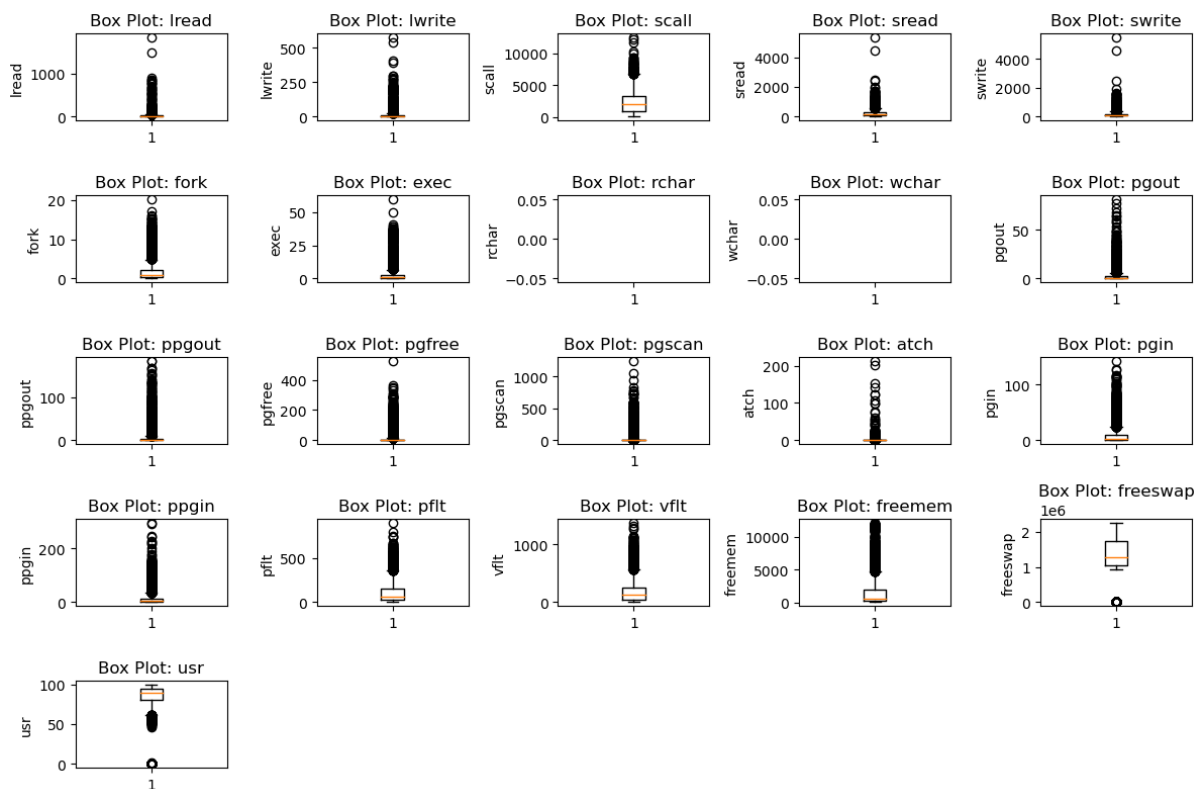 Box Plot: lread
1000
0
lread
1
Box Plot: lwrite
500
250
0
lwrite
1
Box Plot: scall
10000
5000
0
scall
1
Box Plot: sread
4000
2000
0
sread
1
Box Plot: swrite
4000
2000
0
swrite
1
Box Plot: fork
20
10
0
fork
1
Box Plot: exec
50
25
0
exec
1
Box Plot: rchar
0.05
0.00
−0.05
rchar
1
Box Plot: wchar
0.05
0.00
−0.05
wchar
1
Box Plot: pgout
50
0
pgout
1
Box Plot: ppgout
100
0
ppgout
1
Box Plot: pgfree
400
200
0
pgfree
1
Box Plot: pgscan
1000
500
0
pgscan
1
Box Plot: atch
200
100
0
atch
1
Box Plot: pgin
100
0
pgin
1
Box Plot: ppgin
200
0
ppgin
1
Box Plot: pflt
500
0
pflt
1
Box Plot: vflt
1000
0
vflt
1
Box Plot: freemem
10000
5000
0
freemem
1
Box Plot: freeswap
1e6
2
1
0
freeswap
1
Box Plot: usr
100
50
0
usr
1